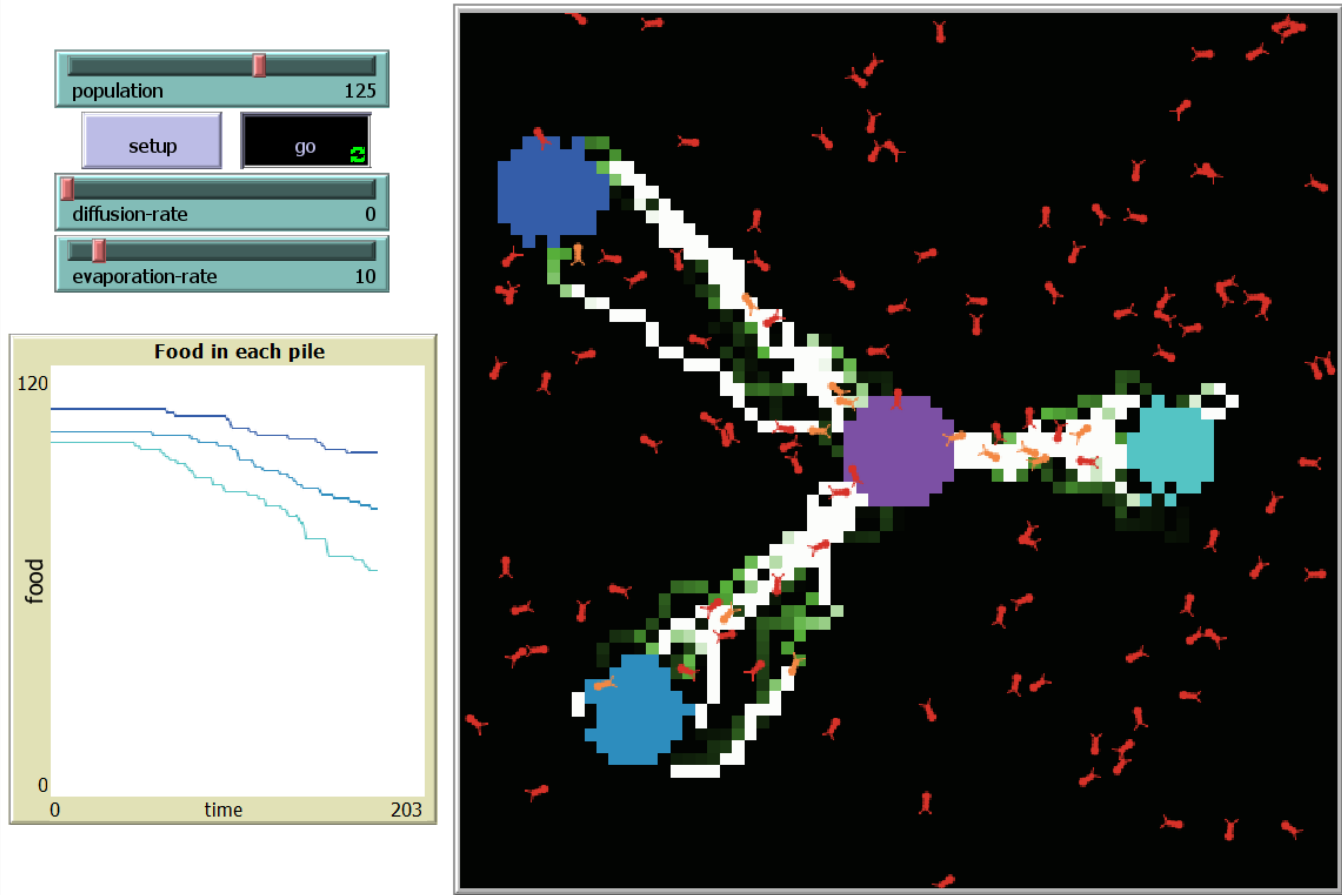 population 125
setup
go
diffusion-rate 0
evaporation-rate 10
Food in each pile
120
food
0
0 time 203